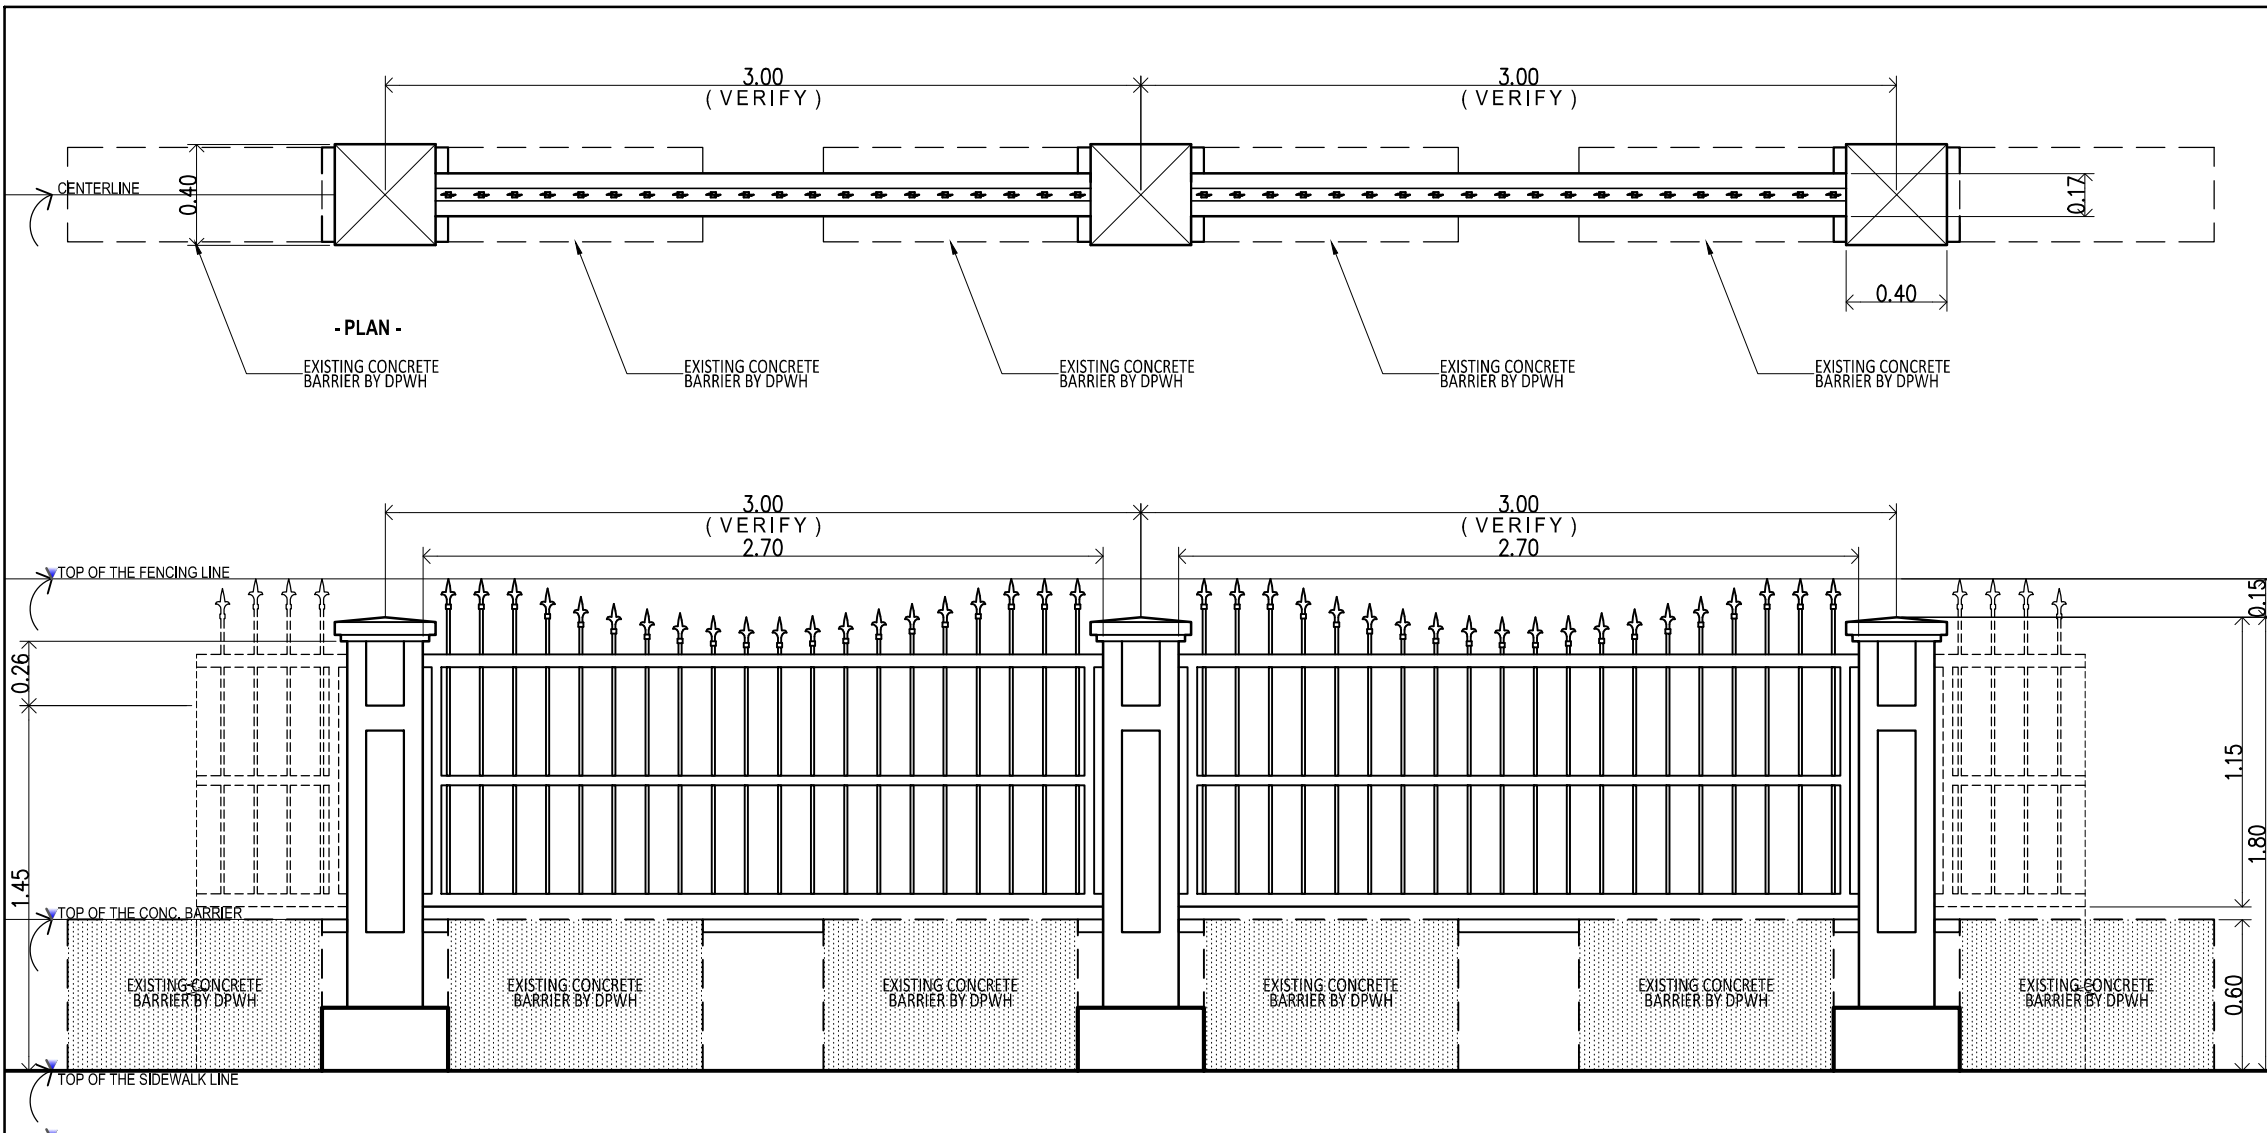 3.00
( VERIFY )
3.00
( VERIFY )
CENTERLINE
0.40
0.17
0.40
- PLAN -
EXISTING CONCRETE
BARRIER BY DPWH
EXISTING CONCRETE
BARRIER BY DPWH
EXISTING CONCRETE
BARRIER BY DPWH
EXISTING CONCRETE
BARRIER BY DPWH
EXISTING CONCRETE
BARRIER BY DPWH
3.00
( VERIFY )
2.70
3.00
( VERIFY )
2.70
TOP OF THE FENCING LINE
0.15
0.26
1.15
1.80
1.45
TOP OF THE CONC. BARRIER
EXISTING CONCRETE
BARRIER BY DPWH
EXISTING CONCRETE
BARRIER BY DPWH
EXISTING CONCRETE
BARRIER BY DPWH
EXISTING CONCRETE
BARRIER BY DPWH
EXISTING CONCRETE
BARRIER BY DPWH
EXISTING CONCRETE
BARRIER BY DPWH
0.60
TOP OF THE SIDEWALK LINE